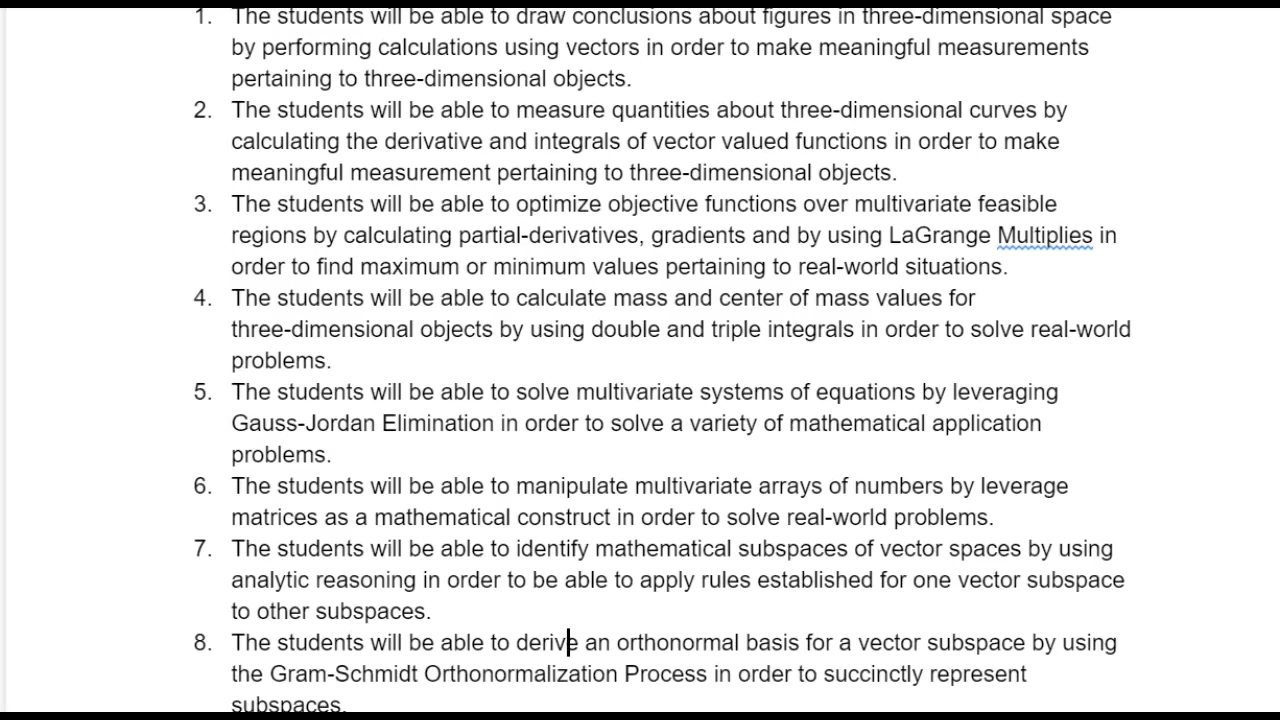 1. The students will be able to draw conclusions about figures in three-dimensional space
by performing calculations using vectors in order to make meaningful measurements
pertaining to three-dimensional objects.
2. The students will be able to measure quantities about three-dimensional curves by
calculating the derivative and integrals of vector valued functions in order to make
meaningful measurement pertaining to three-dimensional objects.
3. The students will be able to optimize objective functions over multivariate feasible
regions by calculating partial-derivatives, gradients and by using LaGrange Multiplies in
order to find maximum or minimum values pertaining to real-world situations.
4. The students will be able to calculate mass and center of mass values for
three-dimensional objects by using double and triple integrals in order to solve real-world
problems.
5. The students will be able to solve multivariate systems of equations by leveraging
Gauss-Jordan Elimination in order to solve a variety of mathematical application
problems.
6. The students will be able to manipulate multivariate arrays of numbers by leverage
matrices as a mathematical construct in order to solve real-world problems.
7. The students will be able to identify mathematical subspaces of vector spaces by using
analytic reasoning in order to be able to apply rules established for one vector subspace
to other subspaces.
8. The students will be able to derive an orthonormal basis for a vector subspace by using
the Gram-Schmidt Orthonormalization Process in order to succinctly represent
subspaces.